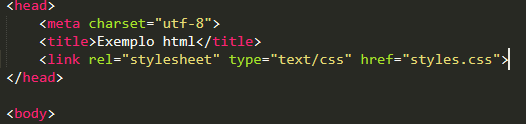 <head>
<meta charset="utf-8">
<title>Exemplo html</title>
<link rel="stylesheet" type="text/css" href="styles.css">
</head>
<body>